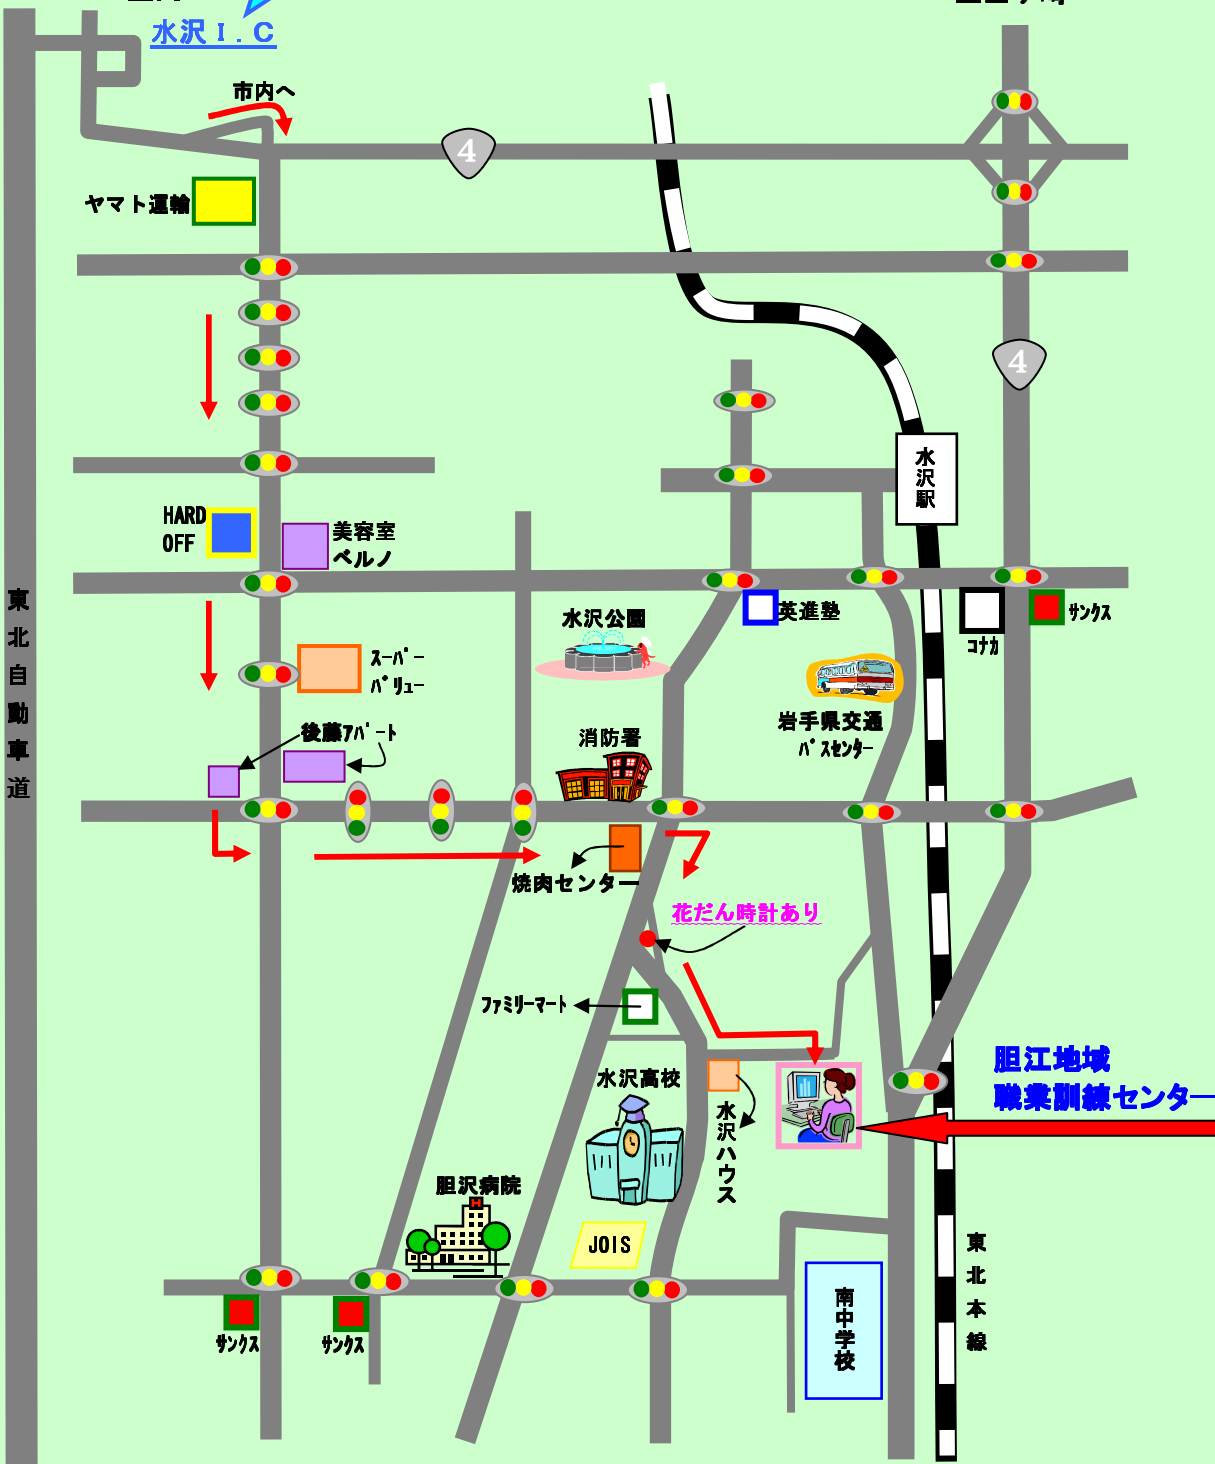 水沢Ｉ．Ｃ
市内へ
4
ヤマト運輸
4
水沢駅
HARD
OFF
美容室
ベルノ
東北自動車道
水沢公園
英進塾
コナカ
サンクス
スーパー
バリュー
後藤アパート
消防署
岩手県交通
バスセンター
焼肉センター
花だん時計あり
ファミリーマート
水沢高校
水沢ハウス
胆江地域
職業訓練センター
胆沢病院
JOIS
東北本線
南中学校
サンクス
サンクス